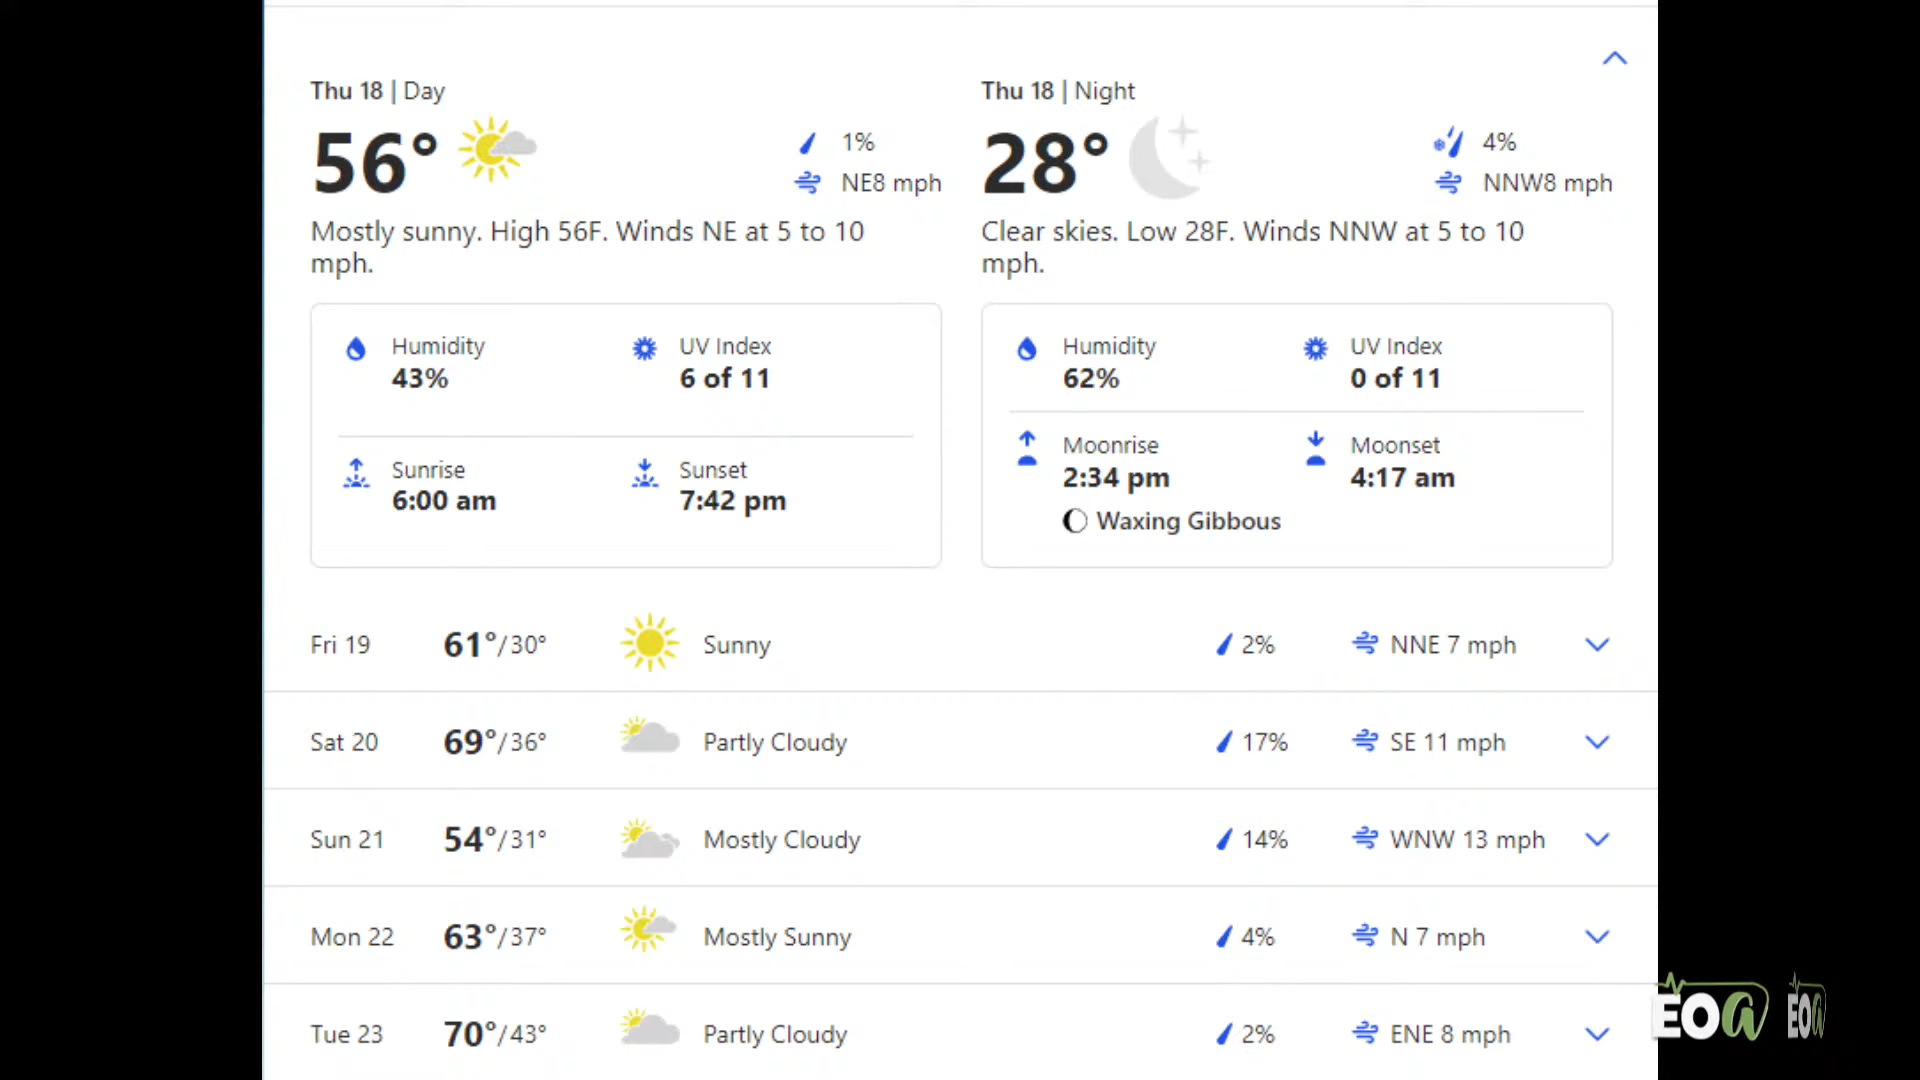 Thu 18 | Day
56°
1%
NE8 mph
Mostly sunny. High 56F. Winds NE at 5 to 10
mph.
Humidity
43%
UV Index
6 of 11
Sunrise
6:00 am
Sunset
7:42 pm
Thu 18 | Night
28°
4%
NNW8 mph
Clear skies. Low 28F. Winds NNW at 5 to 10
mph.
Humidity
62%
UV Index
0 of 11
Moonrise
2:34 pm
Waxing Gibbous
Moonset
4:17 am
Fri 19 61°/30° Sunny 2% NNE 7 mph
Sat 20 69°/36° Partly Cloudy 17% SE 11 mph
Sun 21 54°/31° Mostly Cloudy 14% WNW 13 mph
Mon 22 63°/37° Mostly Sunny 4% N 7 mph
Tue 23 70°/43° Partly Cloudy 2% ENE 8 mph
EOa EOa